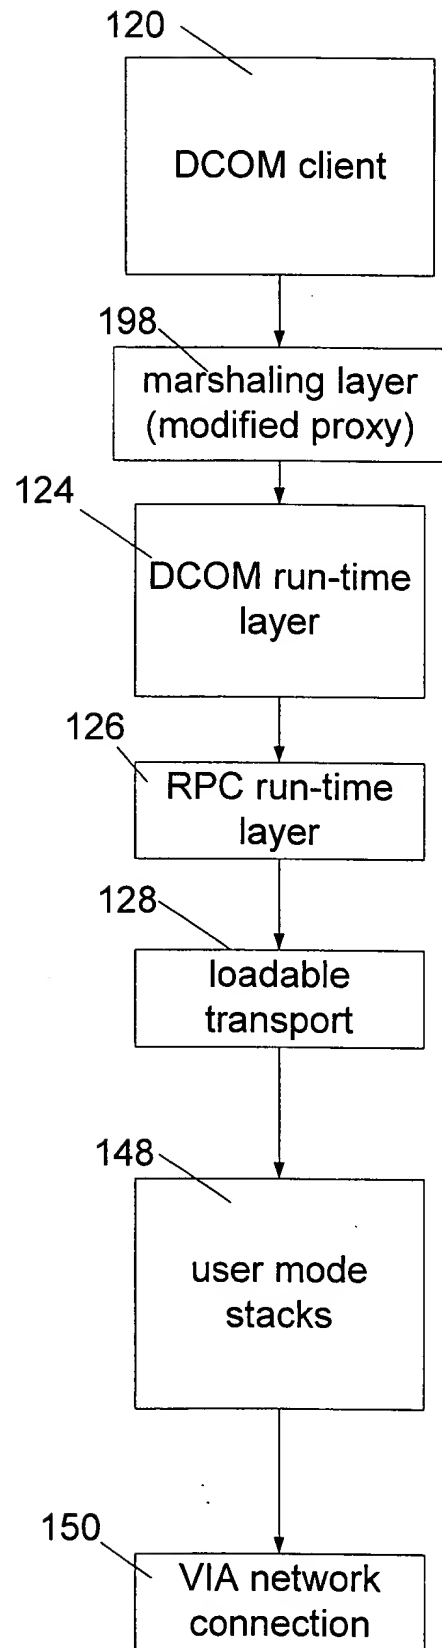 120
DCOM client
198
marshaling layer
(modified proxy)
124
DCOM run-time
layer
126
RPC run-time
layer
128
loadable
transport
148
user mode
stacks
150
VIA network
connection